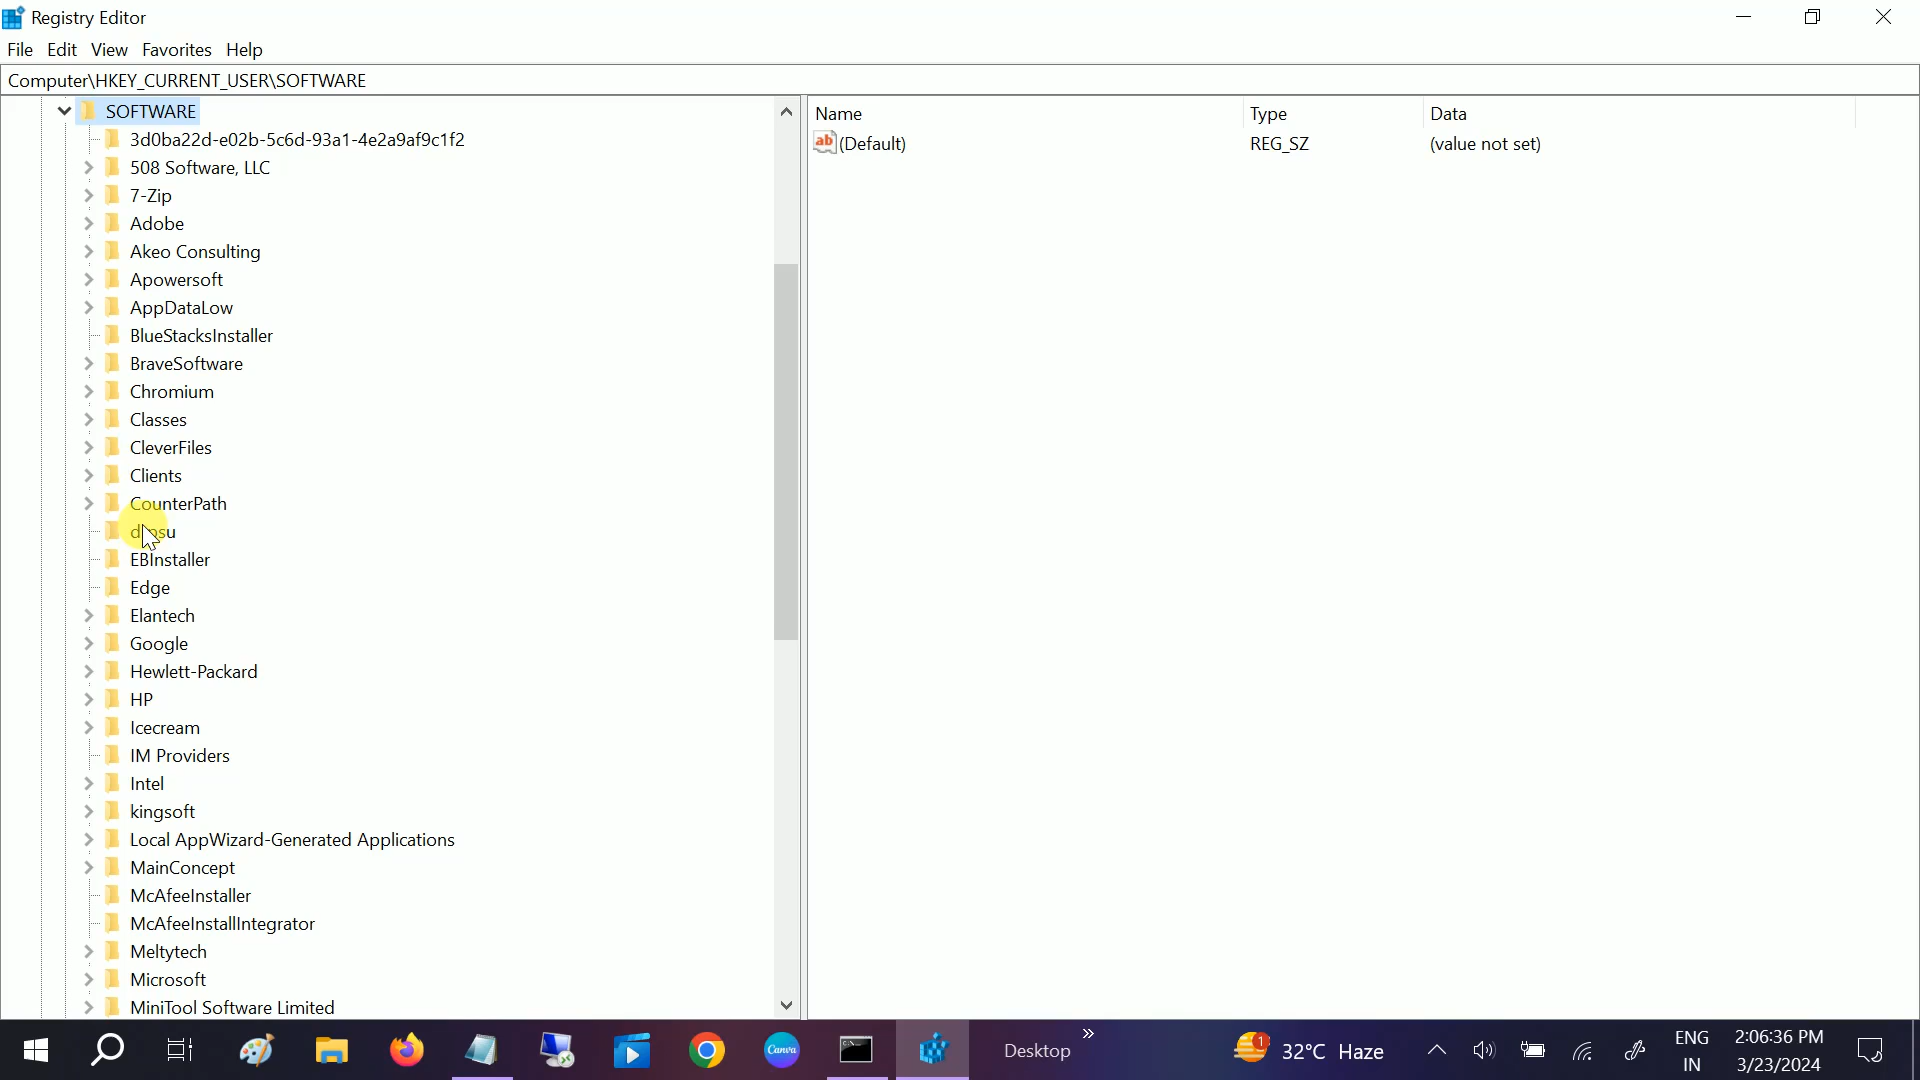 Registry Editor
File Edit View Favorites Help
Computer\HKEY_CURRENT_USER\SOFTWARE
SOFTWARE
3d0ba22d-e02b-5c6d-93a1-4e2a9af9c1f2
508 Software, LLC
7-Zip
Adobe
Akeo Consulting
Apowersoft
AppDataLow
BlueStacksInstaller
BraveSoftware
Chromium
Classes
CleverFiles
Clients
CounterPath
EBInstaller
Edge
Elantech
Google
Hewlett-Packard
HP
Icecream
IM Providers
Intel
kingsoft
Local AppWizard-Generated Applications
MainConcept
McAfeeInstaller
McAfeeInstallIntegrator
Meltytech
Microsoft
MiniTool Software Limited
Name Type Data
ab (Default) REG_SZ (value not set)
Canva
Desktop
»
1
32°C Haze
ENG
IN
2:06:36 PM
3/23/2024